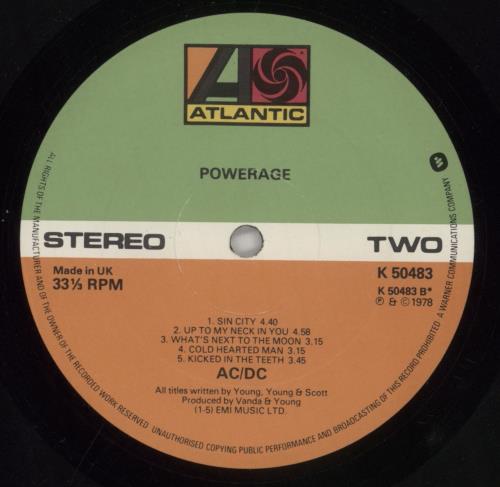 ATLANTIC
POWERAGE
STEREO
TWO
Made in UK
33⅓ RPM
K 50483
K 50483 B*
Ⓟ & © 1978
1. SIN CITY 4.40
2. UP TO MY NECK IN YOU 4.58
3. WHAT'S NEXT TO THE MOON 3.15
4. COLD HEARTED MAN 3.15
5. KICKED IN THE TEETH 3.45
AC/DC
All titles written by Young, Young & Scott
Produced by Vanda & Young
(1-5) EMI MUSIC LTD.
ALL RIGHTS OF THE MANUFACTURER AND OF THE OWNER OF THE RECORDED WORK RESERVED UNAUTHORISED COPYING PUBLIC PERFORMANCE AND BROADCASTING OF THIS RECORD PROHIBITED A WARNER COMMUNICATIONS COMPANY